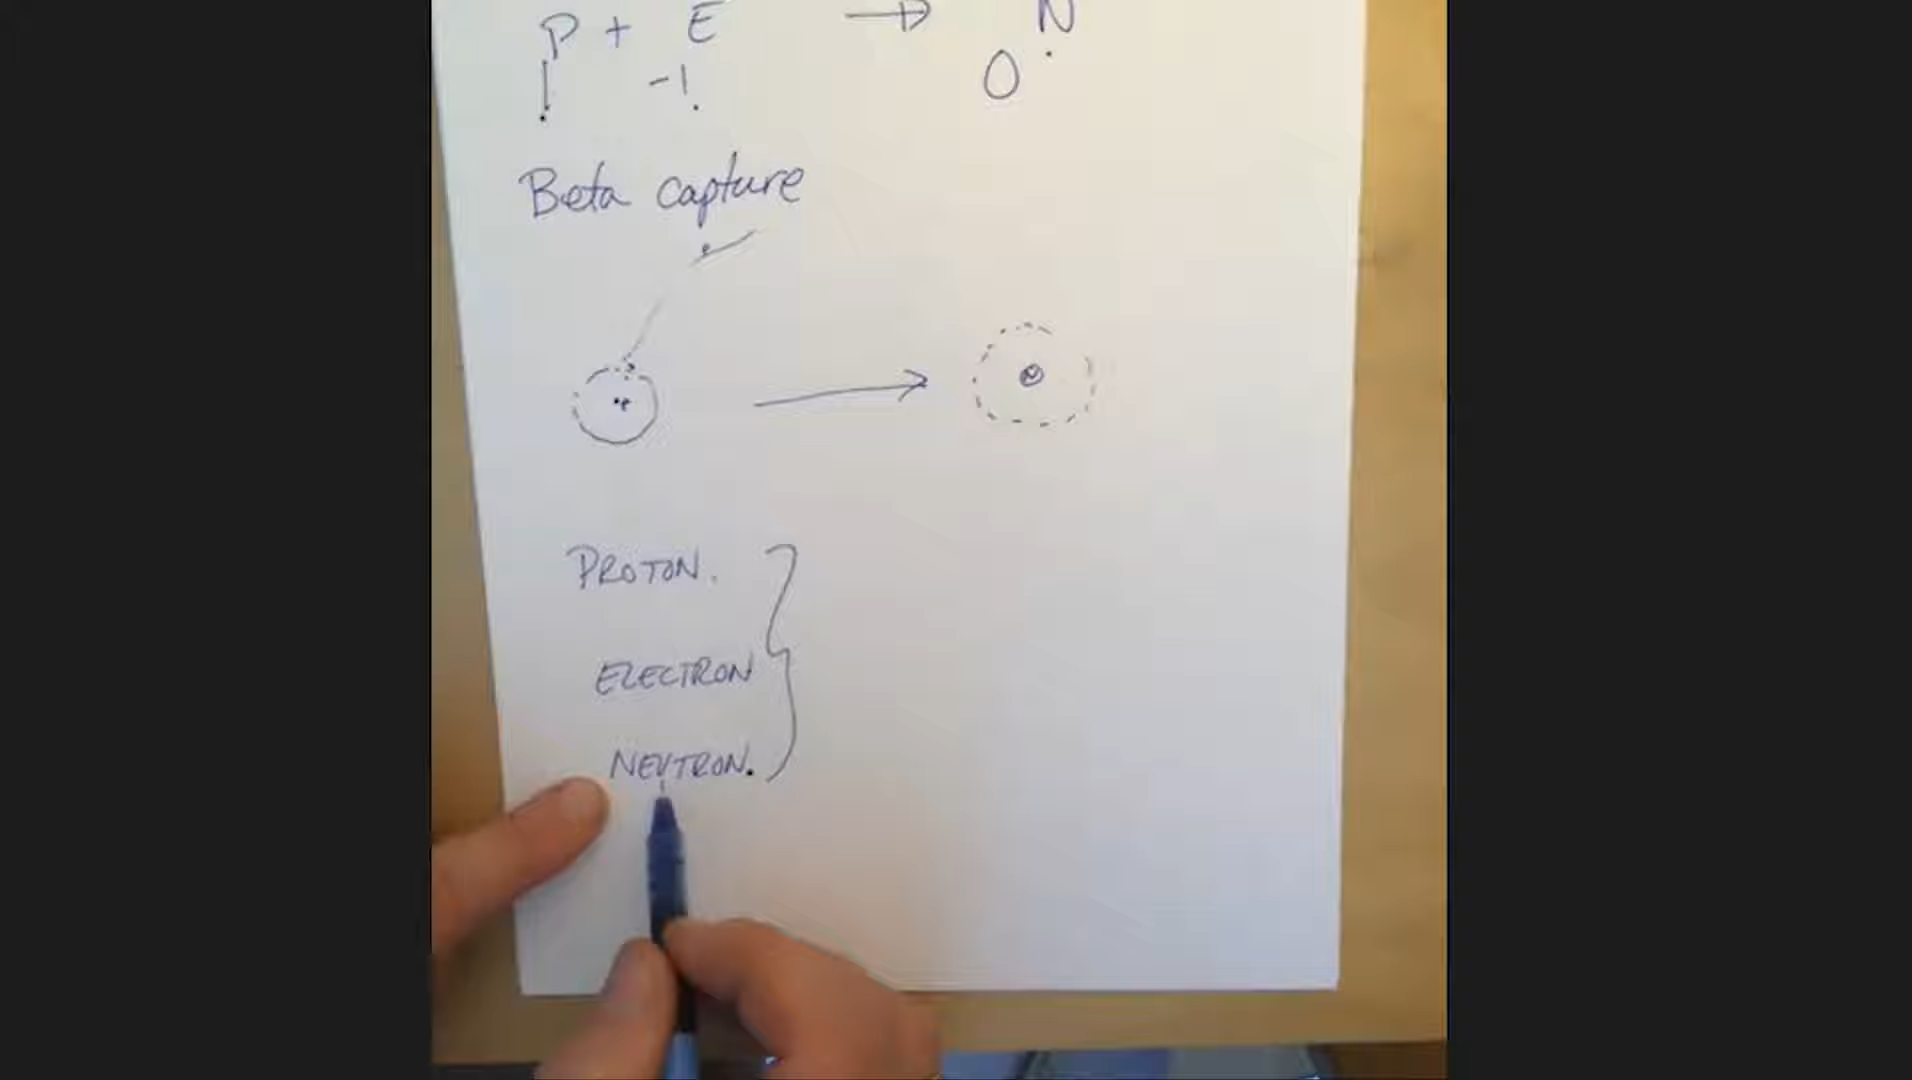 P + E → N
1 -1 0
Beta capture
N
PROTON.
ELECTRON
NEUTRON.